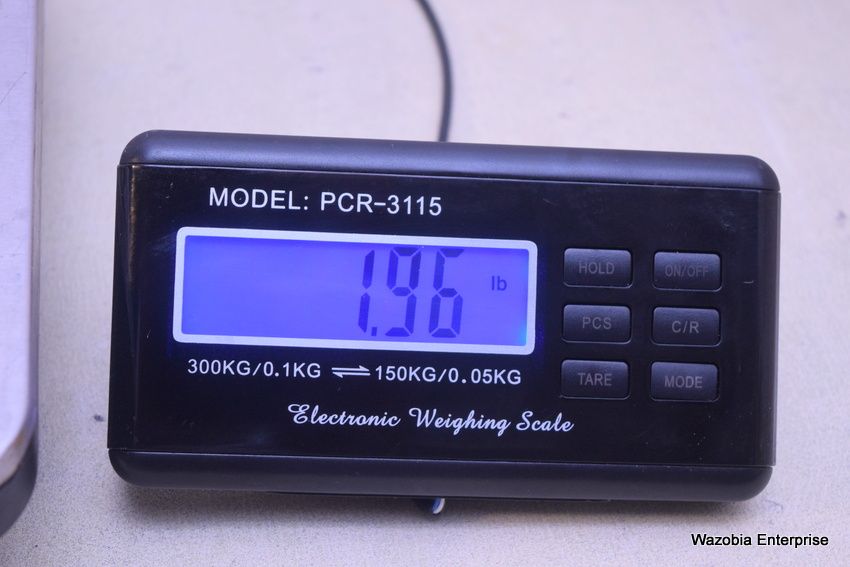 MODEL: PCR-3115
1.96 lb
300KG/0.1KG ⇌ 150KG/0.05KG
Electronic Weighing Scale
HOLD ON/OFF
PCS C/R
TARE MODE
Wazobia Enterprise